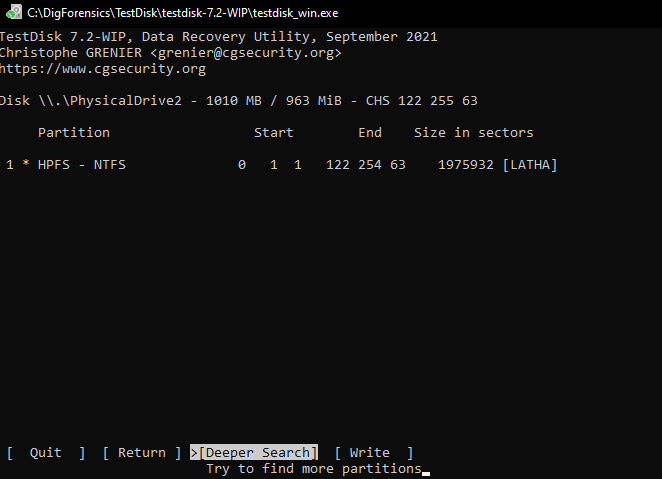 C:\DigForensics\TestDisk\testdisk-7.2-WIP\testdisk_win.exe
TestDisk 7.2-WIP, Data Recovery Utility, September 2021
Christophe GRENIER <grenier@cgsecurity.org>
https://www.cgsecurity.org
Disk \\.\PhysicalDrive2 - 1010 MB / 963 MiB - CHS 122 255 63
Partition Start End Size in sectors
1 * HPFS - NTFS 0 1 1 122 254 63 1975932 [LATHA]
[ Quit ] [ Return ] >[Deeper Search] [ Write ]
Try to find more partitions_